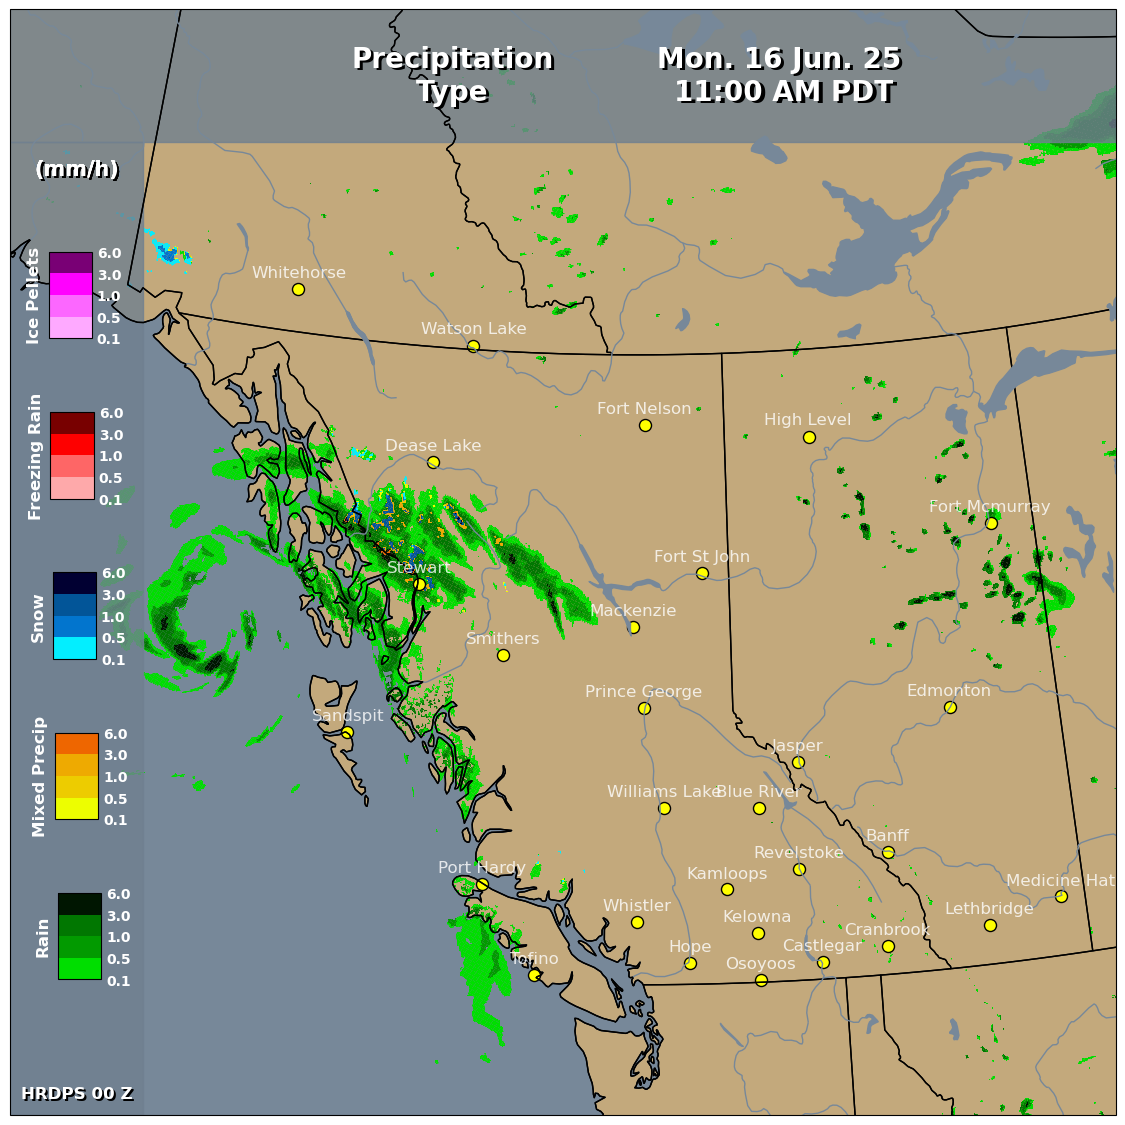 Precipitation
Type
Mon. 16 Jun. 25
11:00 AM PDT
(mm/h)
Ice Pellets
6.0
3.0
1.0
0.5
0.1
Freezing Rain
6.0
3.0
1.0
0.5
0.1
Snow
6.0
3.0
1.0
0.5
0.1
Mixed Precip
6.0
3.0
1.0
0.5
0.1
Rain
6.0
3.0
1.0
0.5
0.1
Whitehorse
Watson Lake
Fort Nelson
High Level
Dease Lake
Fort Mcmurray
Fort St John
Stewart
Mackenzie
Smithers
Prince George
Edmonton
Sandspit
Jasper
Williams Lake
Blue River
Banff
Revelstoke
Port Hardy
Kamloops
Medicine Hat
Whistler
Kelowna
Lethbridge
Cranbrook
Hope
Castlegar
Tofino
Osoyoos
HRDPS 00 Z